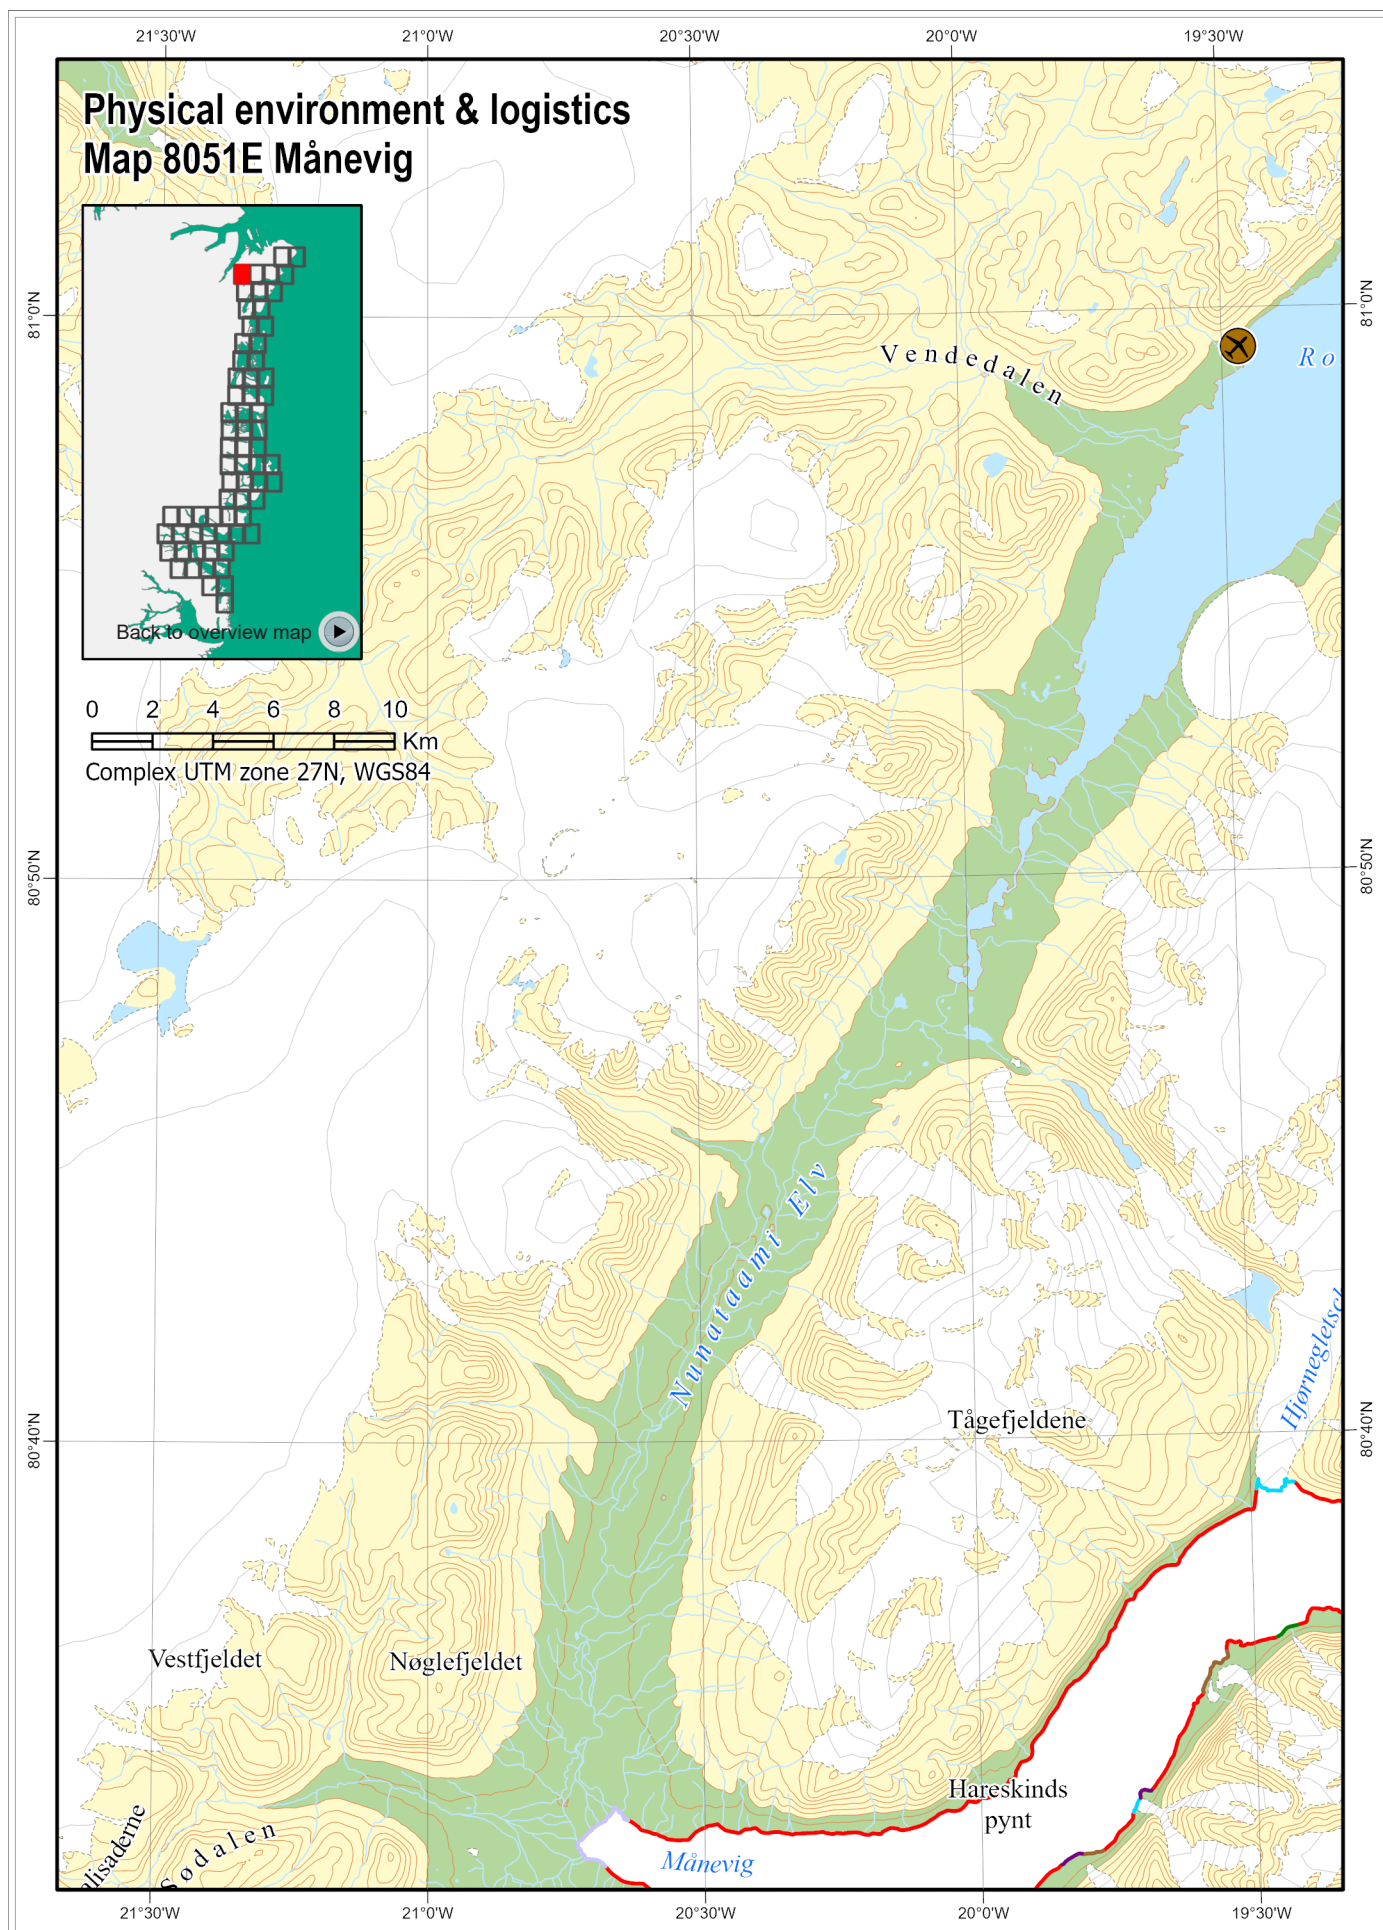 21°30'W 21°0'W 20°30'W 20°0'W 19°30'W
Physical environment & logistics
Map 8051E Månevig
81°0'N
81°0'N
Vendedalen
Ro
Back to overview map
0 2 4 6 8 10
Km
Complex UTM zone 27N, WGS84
80°50'N
80°50'N
Nunataami Elv
Hjørnegletsch
Tågefjeldene
80°40'N
80°40'N
Vestfjeldet
Nøglefjeldet
Hareskinds
pynt
alisaderne
Sødalen
Månevig
21°30'W 21°0'W 20°30'W 20°0'W 19°30'W